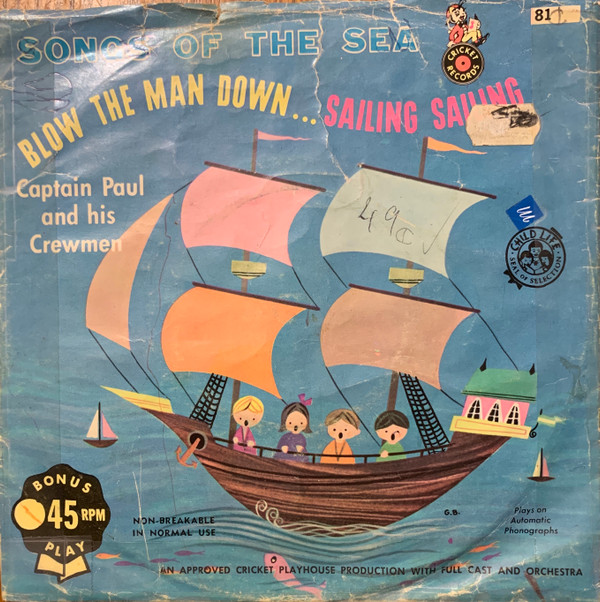 81
SONGS OF THE SEA
CRICKET
RECORDS
BLOW THE MAN DOWN... SAILING SAILING
Captain Paul
and his
Crewmen
49¢
CHILD LIFE
SEAL OF SELECTION
BONUS
45 RPM
PLAY
NON-BREAKABLE
IN NORMAL USE
G.B.
Plays on
Automatic
Phonographs
AN APPROVED CRICKET PLAYHOUSE PRODUCTION WITH FULL CAST AND ORCHESTRA